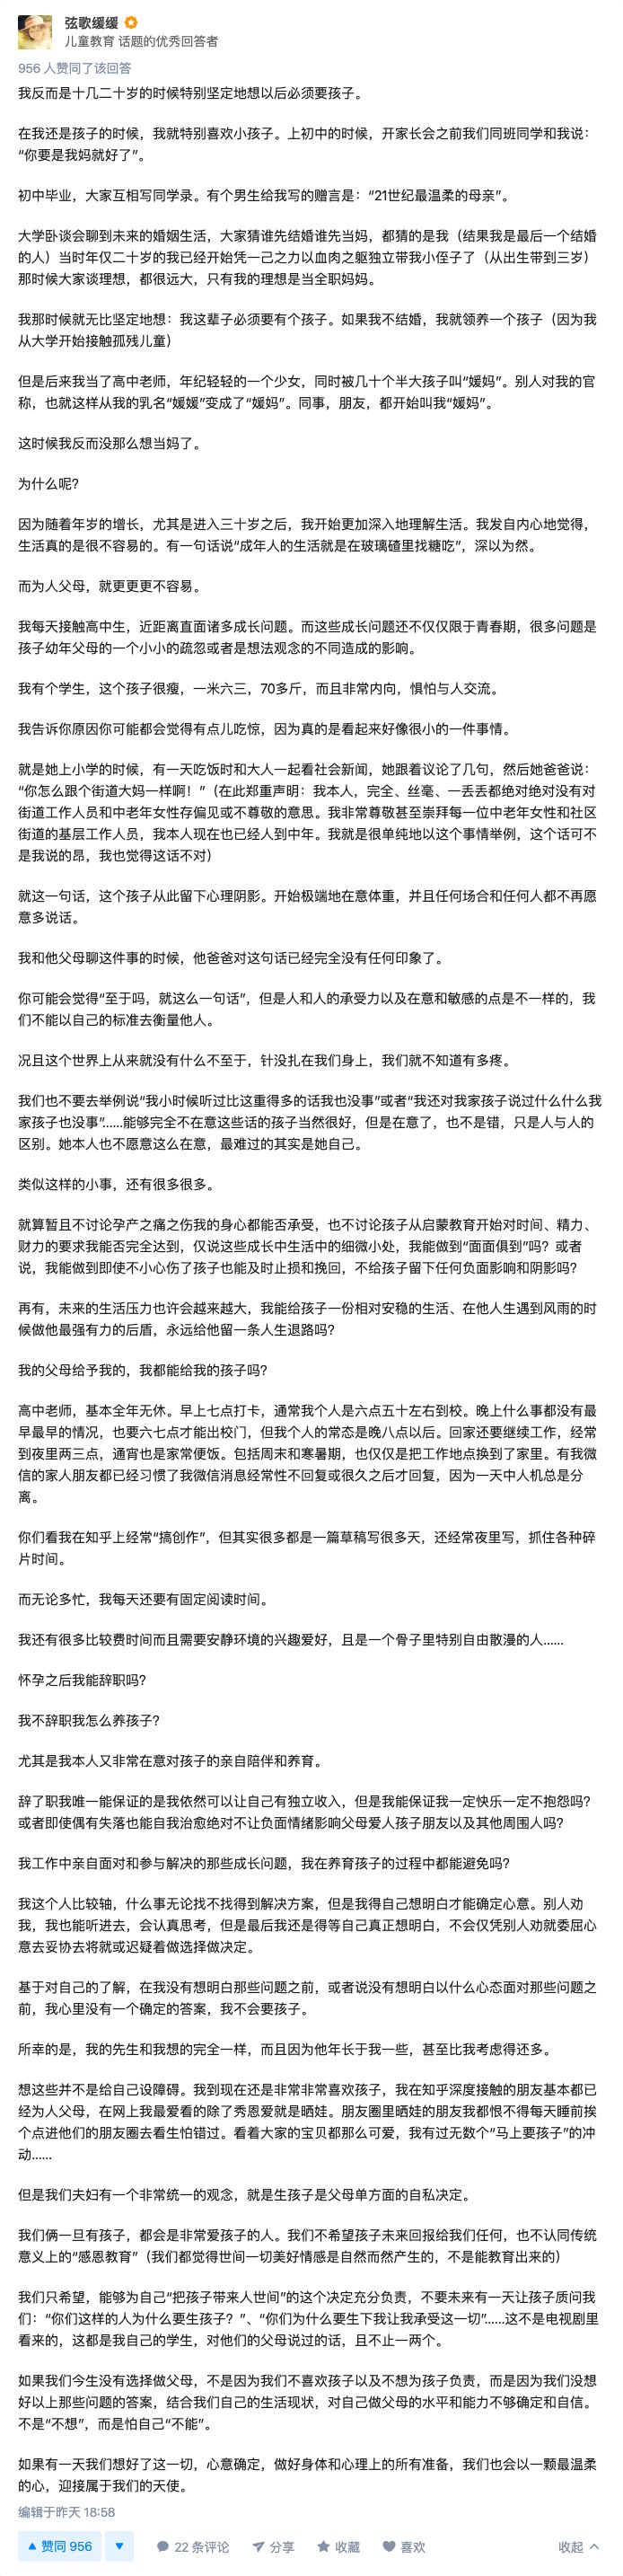 弦歌缓缓
儿童教育 话题的优秀回答者
956 人赞同了该回答
我反而是十几二十岁的时候特别坚定地想以后必须要孩子。
在我还是孩子的时候，我就特别喜欢小孩子。上初中的时候，开家长会之前我们同班同学和我说：
“你要是我妈就好了”。
初中毕业，大家互相写同学录。有个男生给我写的赠言是：“21世纪最温柔的母亲”。
大学卧谈会聊到未来的婚姻生活，大家猜谁先结婚谁先当妈，都猜的是我（结果我是最后一个结婚
的人）当时年仅二十岁的我已经开始凭一己之力以血肉之躯独立带我小侄子了（从出生带到三岁）
那时候大家谈理想，都很远大，只有我的理想是当全职妈妈。
我那时候就无比坚定地想：我这辈子必须要有个孩子。如果我不结婚，我就领养一个孩子（因为我
从大学开始接触孤残儿童）
但是后来我当了高中老师，年纪轻轻的一个少女，同时被几十个半大孩子叫“媛妈”。别人对我的官
称，也就这样从我的乳名“媛媛”变成了“媛妈”。同事，朋友，都开始叫我“媛妈”。
这时候我反而没那么想当妈了。
为什么呢?
因为随着年岁的增长，尤其是进入三十岁之后，我开始更加深入地理解生活。我发自内心地觉得，
生活真的是很不容易的。有一句话说“成年人的生活就是在玻璃碴里找糖吃”，深以为然。
而为人父母，就更更更不容易。
我每天接触高中生，近距离直面诸多成长问题。而这些成长问题还不仅仅限于青春期，很多问题是
孩子幼年父母的一个小小的疏忽或者是想法观念的不同造成的影响。
我有个学生，这个孩子很瘦，一米六三，70多斤，而且非常内向，惧怕与人交流。
我告诉你原因你可能都会觉得有点儿吃惊，因为真的是看起来好像很小的一件事情。
就是她上小学的时候，有一天吃饭时和大人一起看社会新闻，她跟着议论了几句，然后她爸爸说：
“你怎么跟个街道大妈一样啊！”（在此郑重声明：我本人，完全、丝毫、一丢丢都绝对绝对没有对
街道工作人员和中老年女性存偏见或不尊敬的意思。我非常尊敬甚至崇拜每一位中老年女性和社区
街道的基层工作人员，我本人现在也已经人到中年。我就是很单纯地以这个事情举例，这个话可不
是我说的昂，我也觉得这话不对）
就这一句话，这个孩子从此留下心理阴影。开始极端地在意体重，并且任何场合和任何人都不再愿
意多说话。
我和他父母聊这件事的时候，他爸爸对这句话已经完全没有任何印象了。
你可能会觉得“至于吗，就这么一句话”，但是人和人的承受力以及在意和敏感的点是不一样的，我
们不能以自己的标准去衡量他人。
况且这个世界上从来就没有什么不至于，针没扎在我们身上，我们就不知道有多疼。
我们也不要去举例说“我小时候听过比这重得多的话我也没事”或者“我还对我家孩子说过什么什么我
家孩子也没事”......能够完全不在意这些话的孩子当然很好，但是在意了，也不是错，只是人与人的
区别。她本人也不愿意这么在意，最难过的其实是她自己。
类似这样的小事，还有很多很多。
就算暂且不讨论孕产之痛之伤我的身心都能否承受，也不讨论孩子从启蒙教育开始对时间、精力、
财力的要求我能否完全达到，仅说这些成长中生活中的细微小处，我能做到“面面俱到”吗？或者
说，我能做到即使不小心伤了孩子也能及时止损和挽回，不给孩子留下任何负面影响和阴影吗?
再有，未来的生活压力也许会越来越大，我能给孩子一份相对安稳的生活、在他人生遇到风雨的时
候做他最强有力的后盾，永远给他留一条人生退路吗?
我的父母给予我的，我都能给我的孩子吗?
高中老师，基本全年无休。早上七点打卡，通常我个人是六点五十左右到校。晚上什么事都没有最
早最早的情况，也要六七点才能出校门，但我个人的常态是晚八点以后。回家还要继续工作，经常
到夜里两三点，通宵也是家常便饭。包括周末和寒暑期，也仅仅是把工作地点换到了家里。有我微
信的家人朋友都已经习惯了我微信消息经常性不回复或很久之后才回复，因为一天中人机总是分
离。
你们看我在知乎上经常“搞创作”，但其实很多都是一篇草稿写很多天，还经常夜里写，抓住各种碎
片时间。
而无论多忙，我每天还要有固定阅读时间。
我还有很多比较费时间而且需要安静环境的兴趣爱好，且是一个骨子里特别自由散漫的人......
怀孕之后我能辞职吗?
我不辞职我怎么养孩子?
尤其是我本人又非常在意对孩子的亲自陪伴和养育。
辞了职我唯一能保证的是我依然可以让自己有独立收入，但是我能保证我一定快乐一定不抱怨吗?
或者即使偶有失落也能自我治愈绝对不让负面情绪影响父母爱人孩子朋友以及其他周围人吗?
我工作中亲自面对和参与解决的那些成长问题，我在养育孩子的过程中都能避免吗?
我这个人比较轴，什么事无论找不找得到解决方案，但是我得自己想明白才能确定心意。别人劝
我，我也能听进去，会认真思考，但是最后我还是得等自己真正想明白，不会仅凭别人劝就委屈心
意去妥协去将就或迟疑着做选择做决定。
基于对自己的了解，在我没有想明白那些问题之前，或者说没有想明白以什么心态面对那些问题之
前，我心里没有一个确定的答案，我不会要孩子。
所幸的是，我的先生和我想的完全一样，而且因为他年长于我一些，甚至比我考虑得还多。
想这些并不是给自己设障碍。我到现在还是非常非常喜欢孩子，我在知乎深度接触的朋友基本都已
经为人父母，在网上我最爱看的除了秀恩爱就是晒娃。朋友圈里晒娃的朋友我都恨不得每天睡前挨
个点进他们的朋友圈去看生怕错过。看着大家的宝贝都那么可爱，我有过无数个“马上要孩子”的冲
动......
但是我们夫妇有一个非常统一的观念，就是生孩子是父母单方面的自私决定。
我们俩一旦有孩子，都会是非常爱孩子的人。我们不希望孩子未来回报给我们任何，也不认同传统
意义上的“感恩教育”（我们都觉得世间一切美好情感是自然而然产生的，不是能教育出来的）
我们只希望，能够为自己“把孩子带来人世间”的这个决定充分负责，不要未来有一天让孩子质问我
们：“你们这样的人为什么要生孩子？”、“你们为什么要生下我让我承受这一切”......这不是电视剧里
看来的，这都是我自己的学生，对他们的父母说过的话，且不止一两个。
如果我们今生没有选择做父母，不是因为我们不喜欢孩子以及不想为孩子负责，而是因为我们没想
好以上那些问题的答案，结合我们自己的生活现状，对自己做父母的水平和能力不够确定和自信。
不是“不想”，而是怕自己“不能”。
如果有一天我们想好了这一切，心意确定，做好身体和心理上的所有准备，我们也会以一颗最温柔
的心，迎接属于我们的天使。
编辑于昨天 18:58
赞同 956 22 条评论 分享 收藏 喜欢 收起